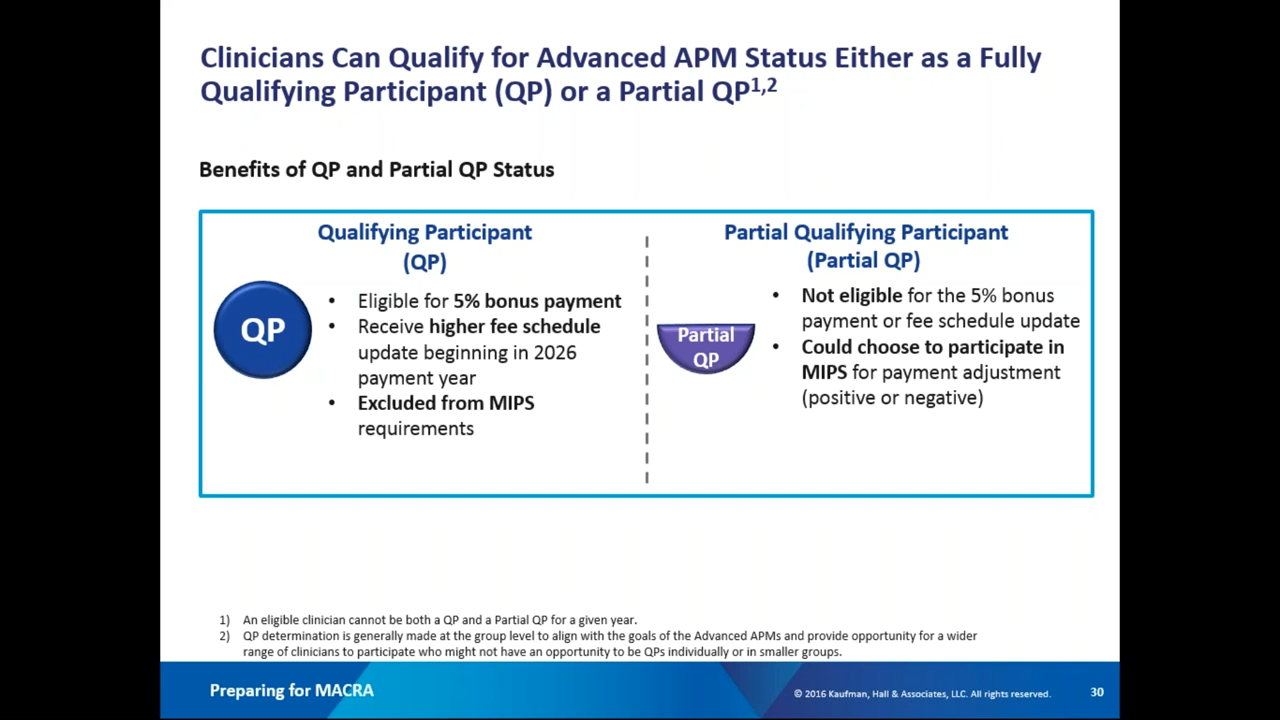 Clinicians Can Qualify for Advanced APM Status Either as a Fully
Qualifying Participant (QP) or a Partial QP1,2
Benefits of QP and Partial QP Status
Qualifying Participant
(QP)
QP
• Eligible for 5% bonus payment
• Receive higher fee schedule
update beginning in 2026
payment year
• Excluded from MIPS
requirements
Partial Qualifying Participant
(Partial QP)
Partial
QP
• Not eligible for the 5% bonus
payment or fee schedule update
• Could choose to participate in
MIPS for payment adjustment
(positive or negative)
1) An eligible clinician cannot be both a QP and a Partial QP for a given year.
2) QP determination is generally made at the group level to align with the goals of the Advanced APMs and provide opportunity for a wider
range of clinicians to participate who might not have an opportunity to be QPs individually or in smaller groups.
Preparing for MACRA
© 2016 Kaufman, Hall & Associates, LLC. All rights reserved.
30